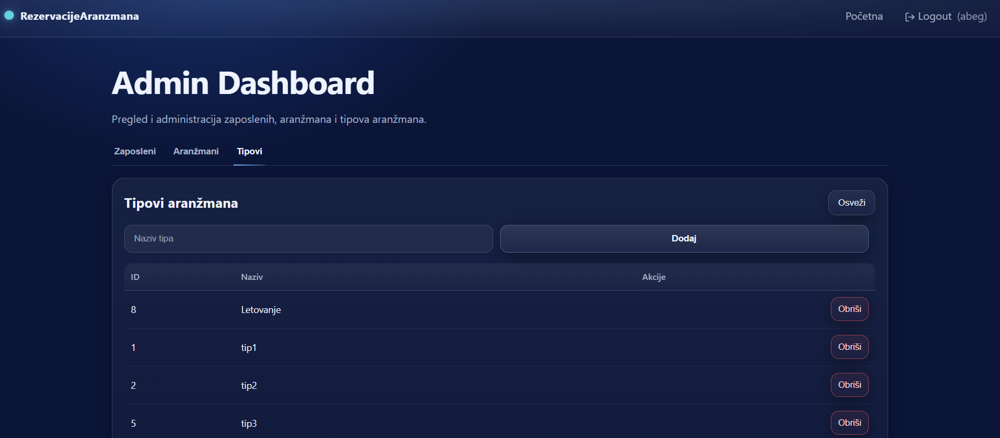 RezervacijeAranzmana
Početna
Logout (abeg)
Admin Dashboard
Pregled i administracija zaposlenih, aranžmana i tipova aranžmana.
Zaposleni Aranžmani Tipovi
Tipovi aranžmana
Osveži
Naziv tipa
Dodaj
ID Naziv Akcije
8 Letovanje Obriši
1 tip1 Obriši
2 tip2 Obriši
5 tip3 Obriši